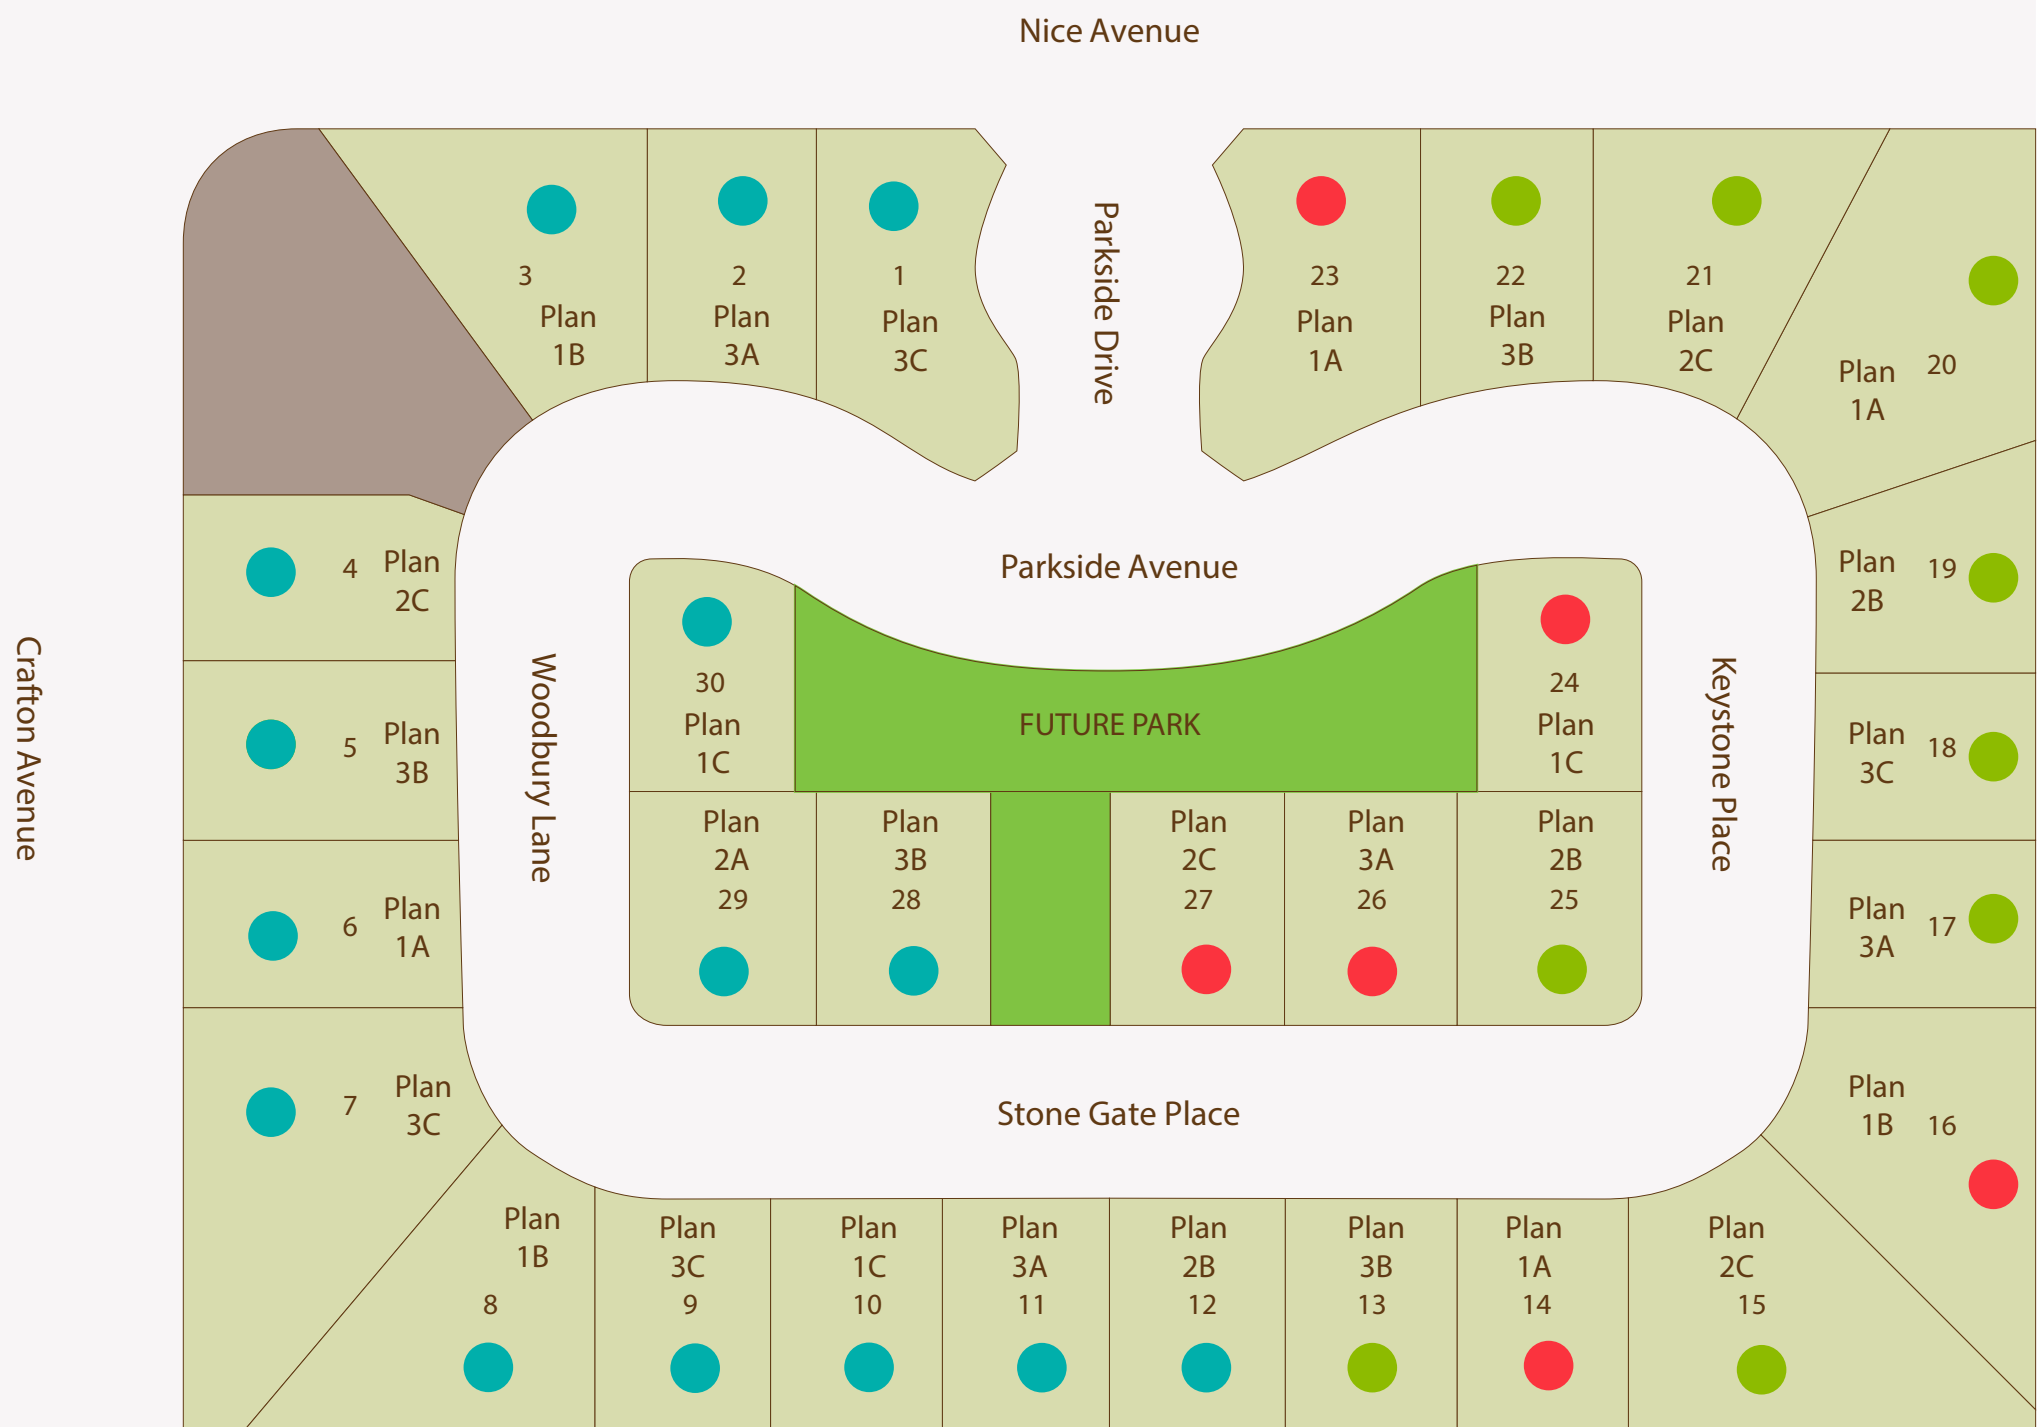 Nice Avenue
3
Plan
1B
2
Plan
3A
1
Plan
3C
Parkside Drive
23
Plan
1A
22
Plan
3B
21
Plan
2C
20
Plan
1A
4
Plan
2C
Parkside Avenue
Plan
2B
19
Crafton Avenue
5
Plan
3B
Woodbury Lane
30
Plan
1C
FUTURE PARK
24
Plan
1C
Keystone Place
Plan
3C
18
6
Plan
1A
Plan
2A
29
Plan
3B
28
Plan
2C
27
Plan
3A
26
Plan
2B
25
Plan
3A
17
7
Plan
3C
Stone Gate Place
Plan
1B
16
Plan
1B
8
Plan
3C
9
Plan
1C
10
Plan
3A
11
Plan
2B
12
Plan
3B
13
Plan
1A
14
Plan
2C
15